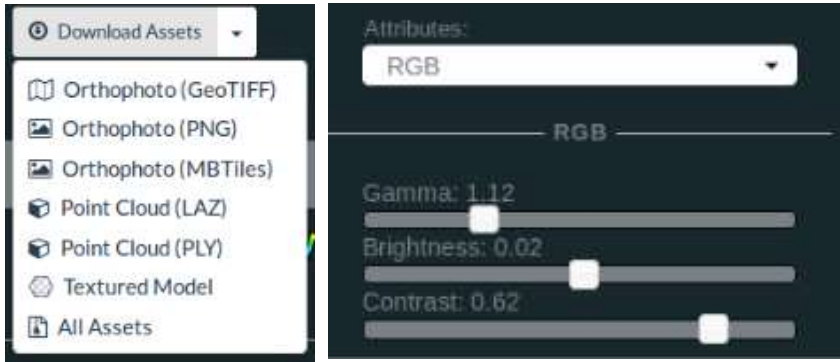 Download Assets
Orthophoto (GeoTIFF)
Orthophoto (PNG)
Orthophoto (MBTiles)
Point Cloud (LAZ)
Point Cloud (PLY)
Textured Model
All Assets
Attributes:
RGB
RGB
Gamma: 1.12
Brightness: 0.02
Contrast: 0.62